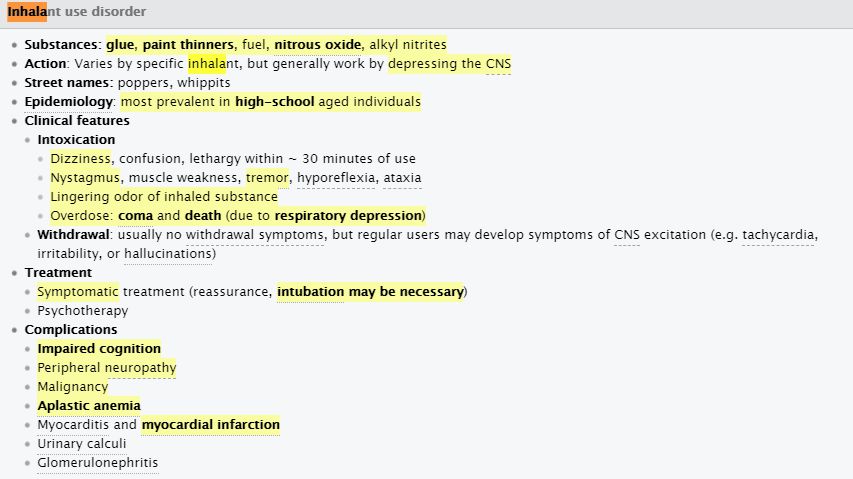 Inhalant use disorder
Substances: glue, paint thinners, fuel, nitrous oxide, alkyl nitrites
Action: Varies by specific inhalant, but generally work by depressing the CNS
Street names: poppers, whippits
Epidemiology: most prevalent in high-school aged individuals
Clinical features
Intoxication
Dizziness, confusion, lethargy within ~ 30 minutes of use
Nystagmus, muscle weakness, tremor, hyporeflexia, ataxia
Lingering odor of inhaled substance
Overdose: coma and death (due to respiratory depression)
Withdrawal: usually no withdrawal symptoms, but regular users may develop symptoms of CNS excitation (e.g. tachycardia,
irritability, or hallucinations)
Treatment
Symptomatic treatment (reassurance, intubation may be necessary)
Psychotherapy
Complications
Impaired cognition
Peripheral neuropathy
Malignancy
Aplastic anemia
Myocarditis and myocardial infarction
Urinary calculi
Glomerulonephritis